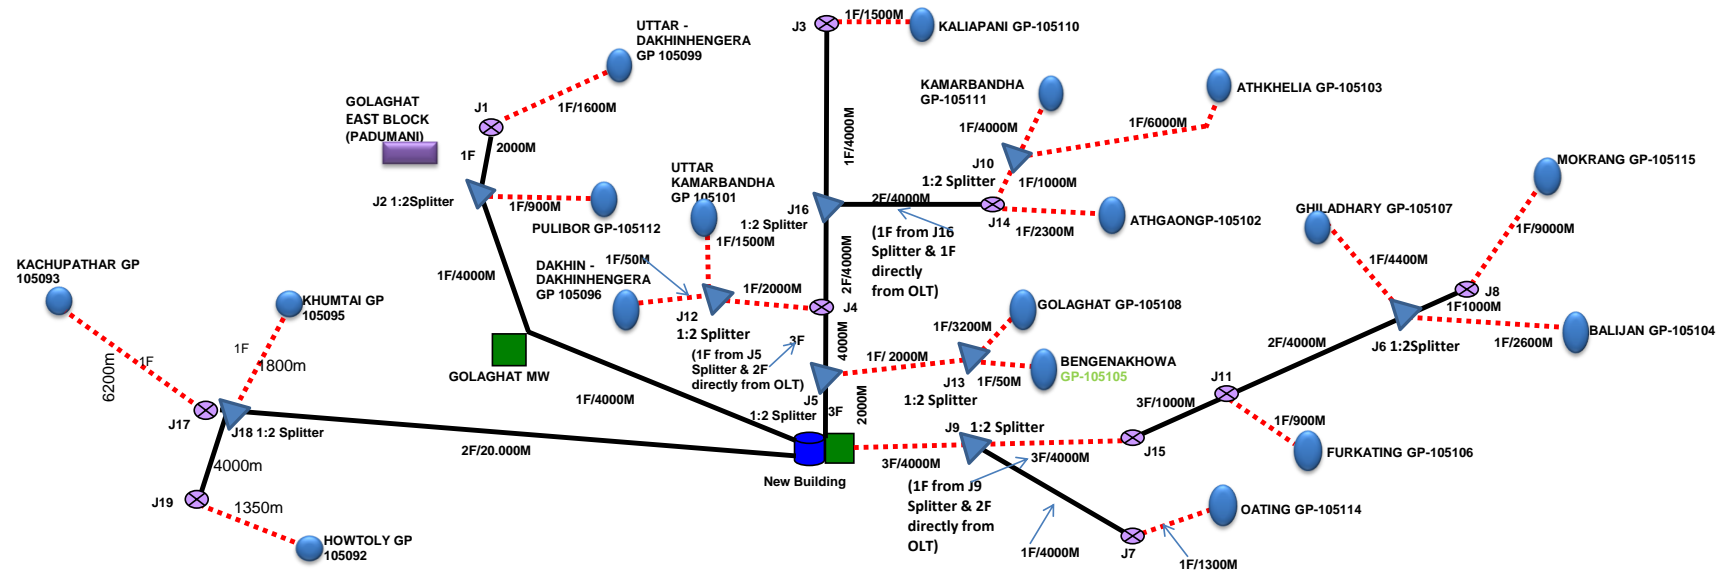 UTTAR -
DAKHINHENGERA
GP 105099
1F/1600M
GOLAGHAT
EAST BLOCK
(PADUMANI)
J1
2000M
1F
J2 1:2Splitter
1F/900M
PULIBOR GP-105112
1F/4000M
GOLAGHAT MW
1F/4000M
KACHUPATHAR GP
105093
KHUMTAI GP
105095
1F
6200m
1F
1800m
J17
J18 1:2 Splitter
4000m
J19
1350m
HOWTOLY GP
105092
2F/20.000M
New Building
J3
1F/1500M
KALIAPANI GP-105110
1F/4000M
J16
1:2 Splitter
2F/4000M
(1F from J16
Splitter & 1F
directly
from OLT)
2F/4000M
UTTAR
KAMARBANDHA
GP 105101
1F/1500M
1F/50M
DAKHIN -
DAKHINHENGERA
GP 105096
1F/2000M
J12
1:2 Splitter
J4
(1F from J5
Splitter & 2F
directly from OLT)
3F
4000M
J5
1:2 Splitter
3F
2000M
KAMARBANDHA
GP-105111
1F/4000M
ATHKHELIA GP-105103
1F/6000M
J10
1:2 Splitter
1F/1000M
J14
1F/2300M
ATHGAONGP-105102
GOLAGHAT GP-105108
1F/3200M
1F/ 2000M
BENGENAKHOWA
GP-105105
J13
1F/50M
1:2 Splitter
J9
1:2 Splitter
3F/4000M
3F/4000M
(1F from J9
Splitter & 2F
directly from
OLT)
1F/4000M
J7
1F/1300M
OATING GP-105114
J15
3F/1000M
J11
1F/900M
FURKATING GP-105106
2F/4000M
GHILADHARY GP-105107
1F/4400M
MOKRANG GP-105115
1F/9000M
J8
1F1000M
J6 1:2Splitter
1F/2600M
BALIJAN GP-105104